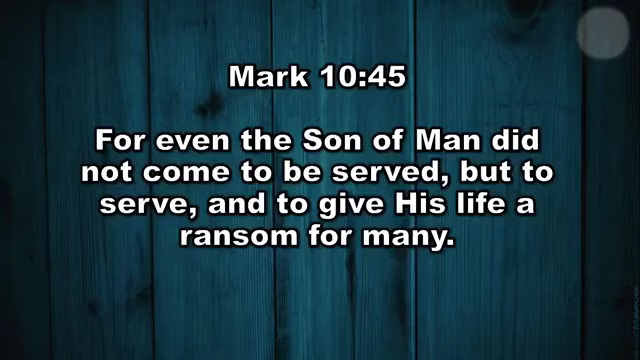 Mark 10:45
For even the Son of Man did
not come to be served, but to
serve, and to give His life a
ransom for many.